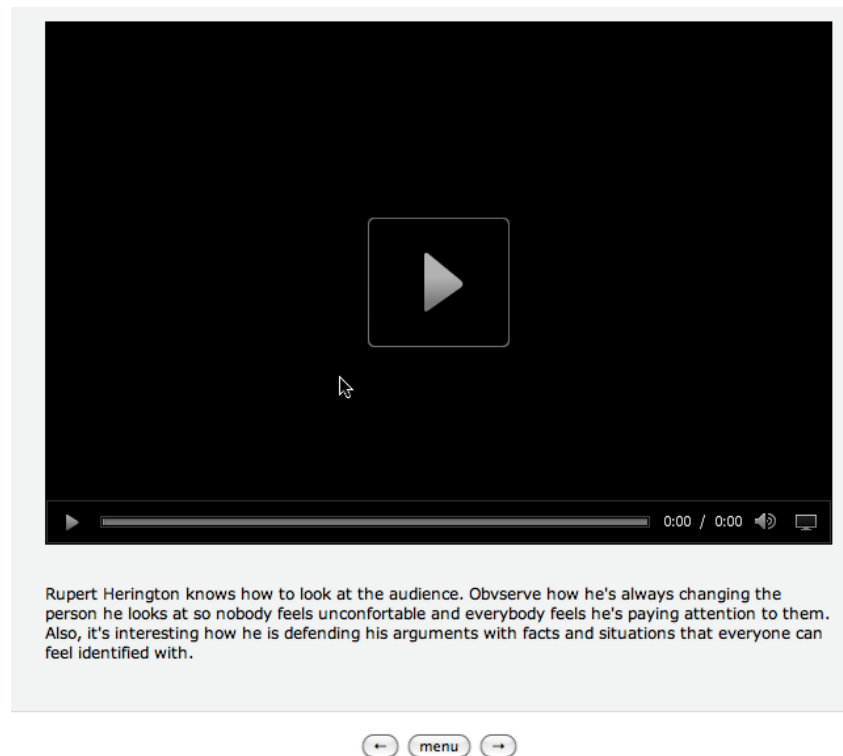 0:00 / 0:00
Rupert Herington knows how to look at the audience. Obvserve how he's always changing the
person he looks at so nobody feels unconfortable and everybody feels he's paying attention to them.
Also, it's interesting how he is defending his arguments with facts and situations that everyone can
feel identified with.
← menu →